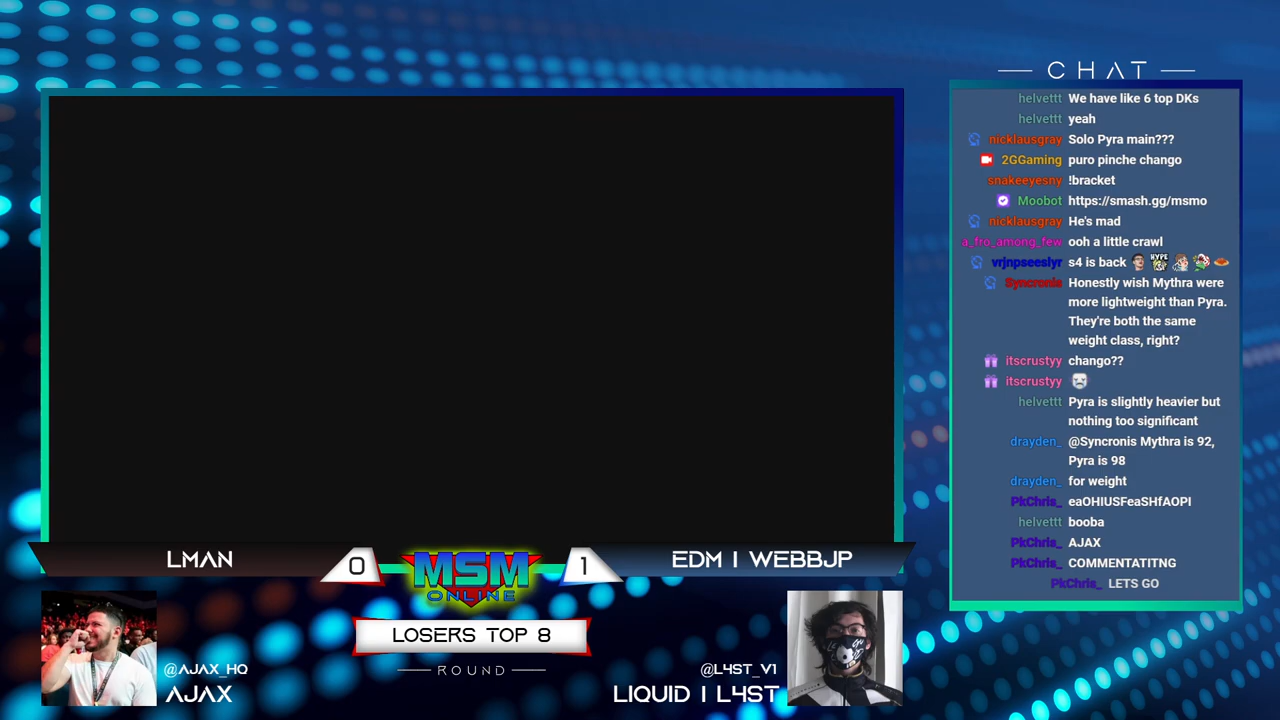 CHAT
helvettt We have like 6 top DKs
helvettt yeah
nicklausgray Solo Pyra main???
2GGaming puro pinche chango
snakeeyesny !bracket
Moobot https://smash.gg/msmo
nicklausgray He's mad
a_fro_among_few ooh a little crawl
vrjnpseeslyr s4 is back HYPE
Syncronis Honestly wish Mythra were
more lightweight than Pyra.
They're both the same
weight class, right?
itscrustyy chango??
itscrustyy
helvettt Pyra is slightly heavier but
nothing too significant
drayden_ @Syncronis Mythra is 92,
Pyra is 98
drayden_ for weight
PkChris_ eaOHIUSFeaSHfAOPI
helvettt booba
PkChris_ AJAX
PkChris_ COMMENTATITNG
PkChris_ LETS GO
LMAN 0 MSM ONLINE 1 EDM | WEBBJP
LOSERS TOP 8
ROUND
@AJAX_HQ
AJAX
@L4ST_V1
LIQUID | L4ST